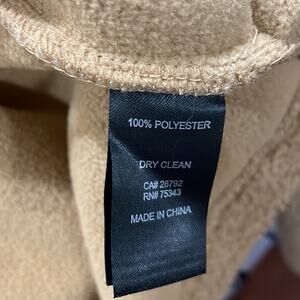 100% POLYESTER
DRY CLEAN
CA# 28792
RN# 75343
MADE IN CHINA